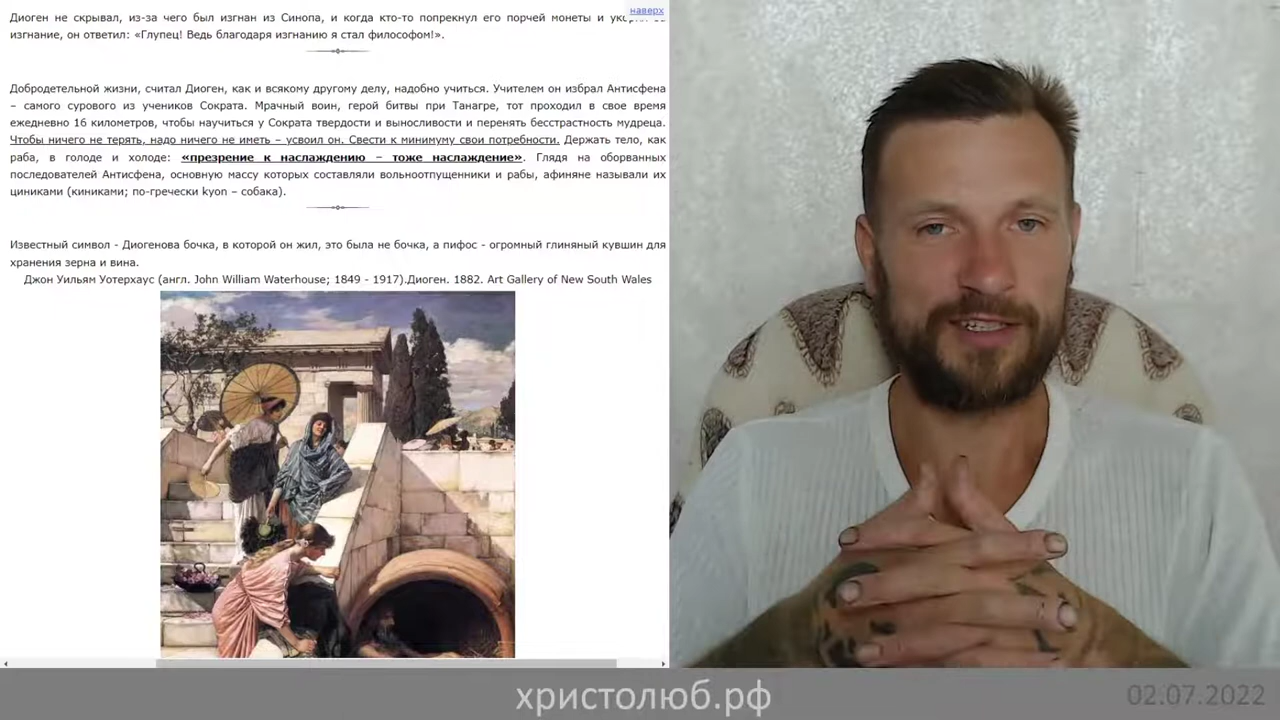 Диоген не скрывал, из-за чего был изгнан из Синопа, и когда кто-то попрекнул его порчей монеты и
наверх
изгнание, он ответил: «Глупец! Ведь благодаря изгнанию я стал философом!».
Добродетельной жизни, считал Диоген, как и всякому другому делу, надобно учиться. Учителем он избрал Антисфена
– самого сурового из учеников Сократа. Мрачный воин, герой битвы при Танагре, тот проходил в свое время
ежедневно 16 километров, чтобы научиться у Сократа твердости и выносливости и перенять бесстрастность мудреца.
Чтобы ничего не терять, надо ничего не иметь – усвоил он. Свести к минимуму свои потребности. Держать тело, как
раба, в голоде и холоде: «презрение к наслаждению – тоже наслаждение». Глядя на оборванных
последователей Антисфена, основную массу которых составляли вольноотпущенники и рабы, афиняне называли их
циниками (киниками; по-гречески kyon – собака).
Известный символ - Диогенова бочка, в которой он жил, это была не бочка, а пифос - огромный глиняный кувшин для
хранения зерна и вина.
Джон Уильям Уотерхаус (англ. John William Waterhouse; 1849 - 1917).Диоген. 1882. Art Gallery of New South Wales
христолюб.рф
02.07.2022